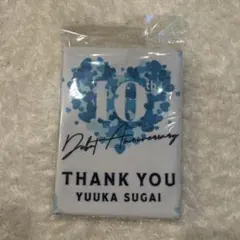 10th
Debut Anniversary
THANK YOU
YUUKA SUGAI